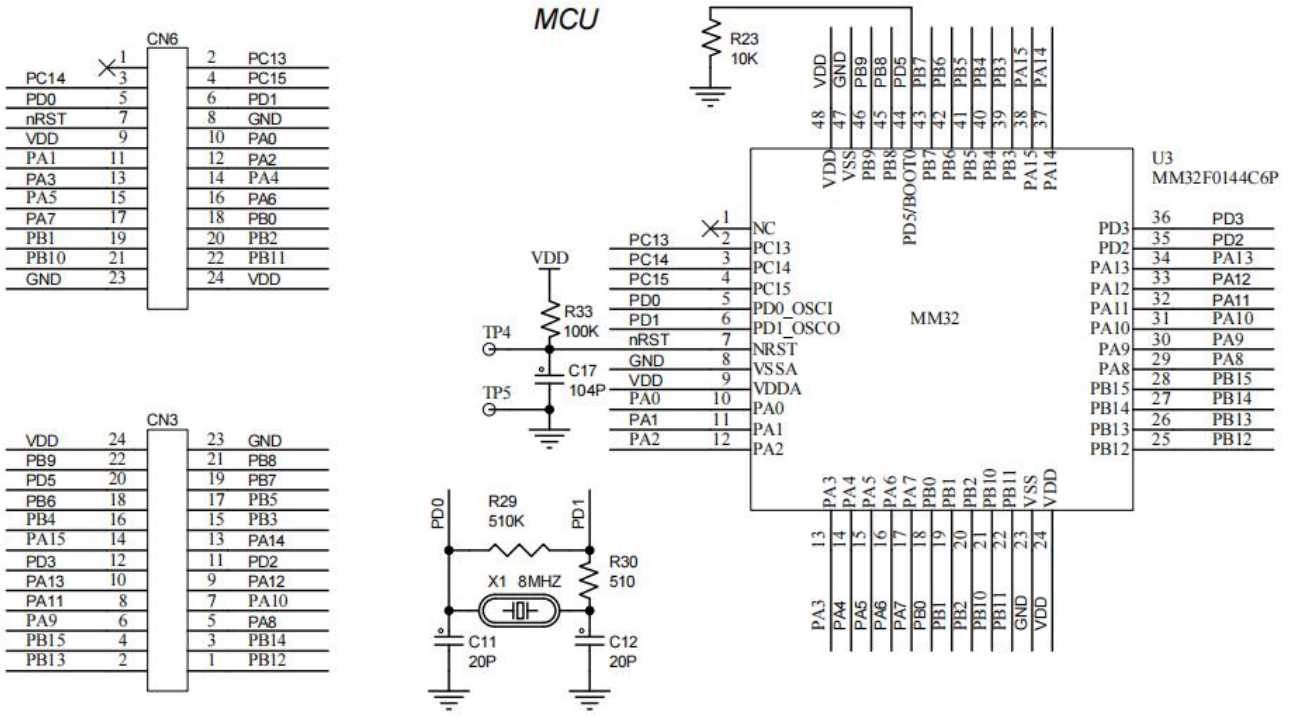 MCU
CN6
1 2 PC13
PC14 3 4 PC15
PD0 5 6 PD1
nRST 7 8 GND
VDD 9 10 PA0
PA1 11 12 PA2
PA3 13 14 PA4
PA5 15 16 PA6
PA7 17 18 PB0
PB1 19 20 PB2
PB10 21 22 PB11
GND 23 24 VDD
CN3
VDD 24 23 GND
PB9 22 21 PB8
PD5 20 19 PB7
PB6 18 17 PB5
PB4 16 15 PB3
PA15 14 13 PA14
PD3 12 11 PD2
PA13 10 9 PA12
PA11 8 7 PA10
PA9 6 5 PA8
PB15 4 3 PB14
PB13 2 1 PB12
R23
10K
VDD
R33
100K
TP4
C17
104P
TP5
PD0
R29
510K
PD1
R30
510
X1 8MHZ
C11
20P
C12
20P
VDD 48 VDD
GND 47 VSS
PB9 46 PB9
PB8 45 PB8
PD5 44 PD5/BOOT0
PB7 43 PB7
PB6 42 PB6
PB5 41 PB5
PB4 40 PB4
PB3 39 PB3
PA15 38 PA15
PA14 37 PA14
U3
MM32F0144C6P
1 NC
PC13 2 PC13
PC14 3 PC14
PC15 4 PC15
PD0 5 PD0_OSCI
PD1 6 PD1_OSCO
nRST 7 NRST
GND 8 VSSA
VDD 9 VDDA
PA0 10 PA0
PA1 11 PA1
PA2 12 PA2
MM32
PD3 36 PD3
PD2 35 PD2
PA13 34 PA13
PA12 33 PA12
PA11 32 PA11
PA10 31 PA10
PA9 30 PA9
PA8 29 PA8
PB15 28 PB15
PB14 27 PB14
PB13 26 PB13
PB12 25 PB12
PA3 13 PA3
PA4 14 PA4
PA5 15 PA5
PA6 16 PA6
PA7 17 PA7
PB0 18 PB0
PB1 19 PB1
PB2 20 PB2
PB10 21 PB10
PB11 22 PB11
VSS 23 GND
VDD 24 VDD